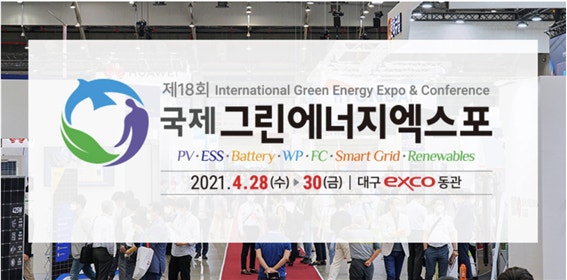 제18회 International Green Energy Expo & Conference
국제그린에너지엑스포
PV·ESS·Battery·WP·FC·Smart Grid·Renewables
2021.4.28(수) ▶ 30(금) | 대구 exco 동관